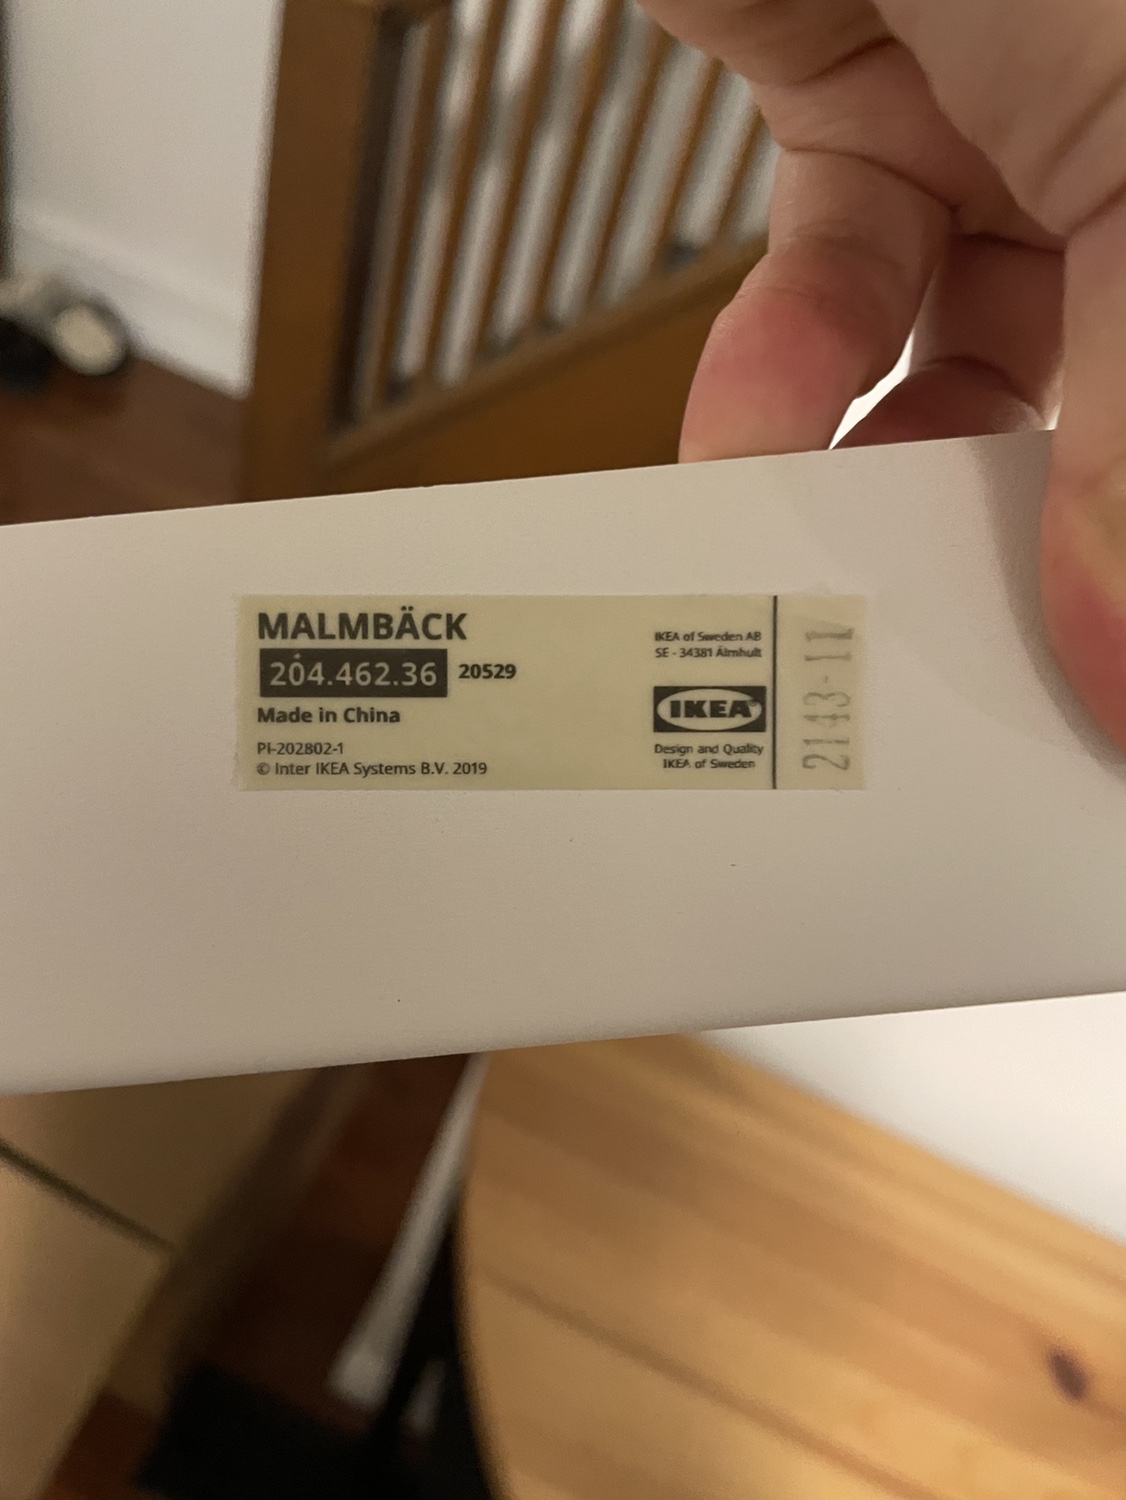 MALMBÄCK
204.462.36 20529
Made in China
PI-202802-1
© Inter IKEA Systems B.V. 2019
IKEA of Sweden AB
SE - 34381 Älmhult
IKEA®
Design and Quality
IKEA of Sweden
2143-11